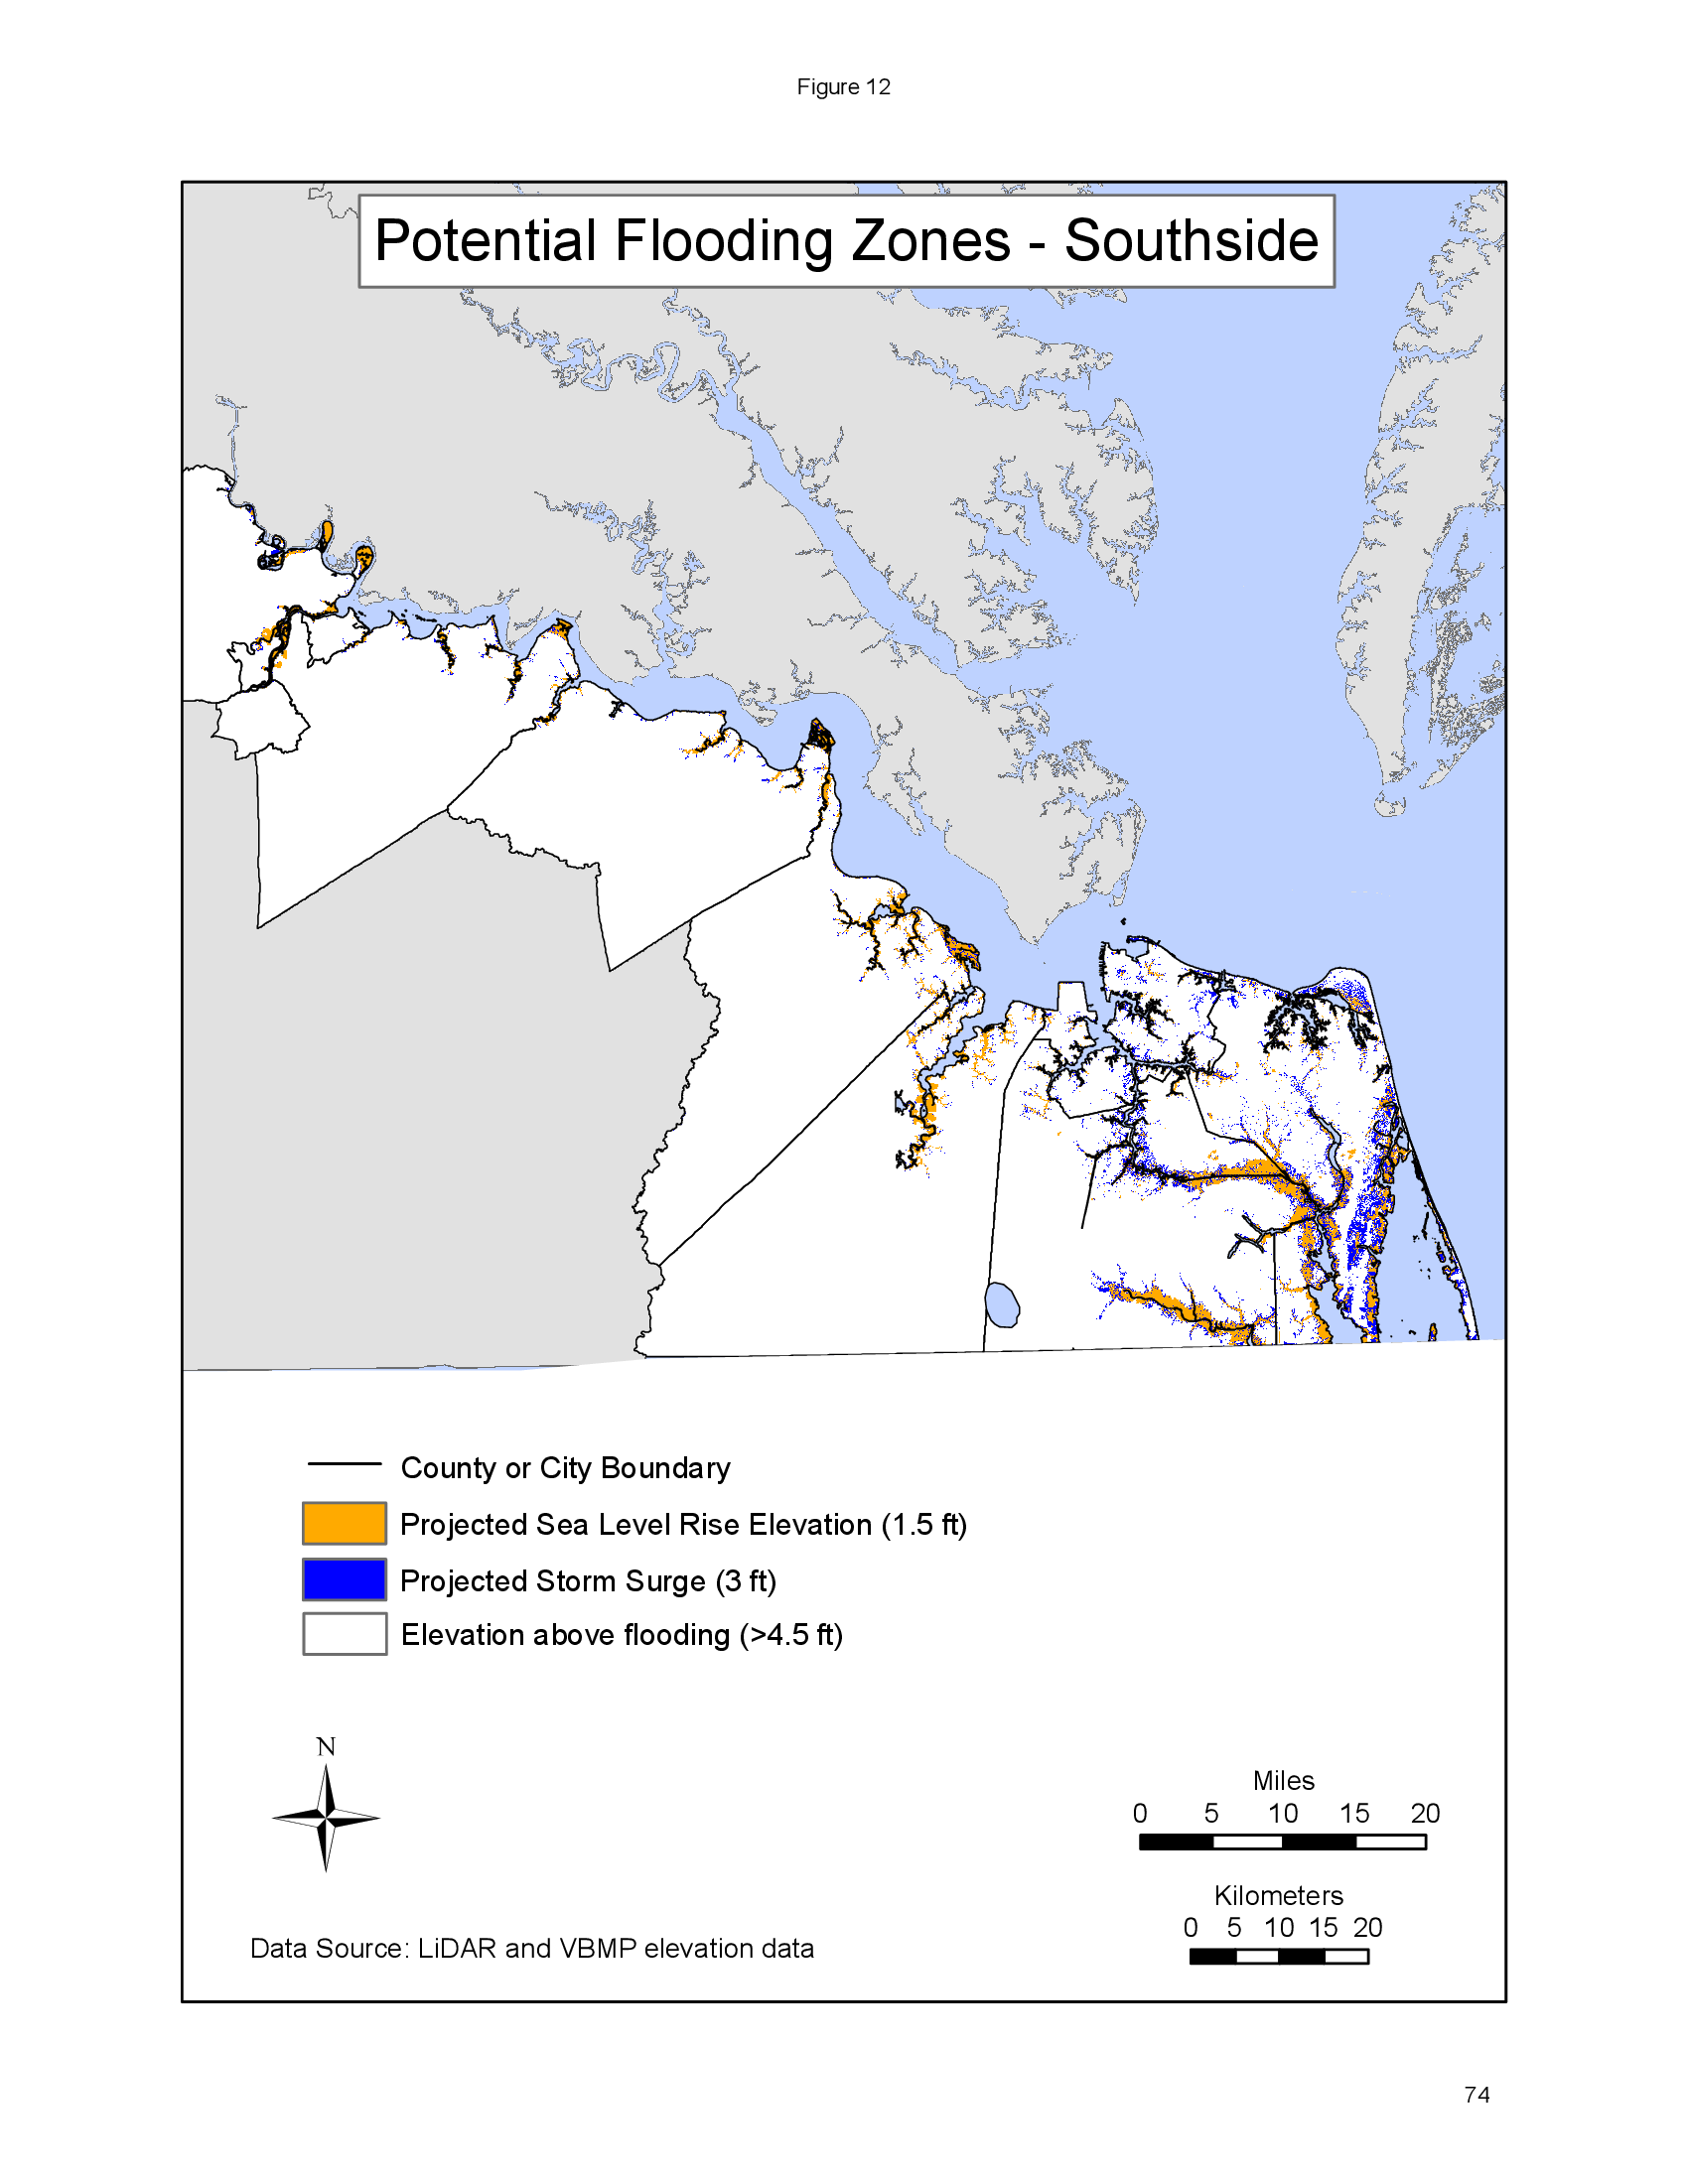 Figure 12
Potential Flooding Zones - Southside
County or City Boundary
Projected Sea Level Rise Elevation (1.5 ft)
Projected Storm Surge (3 ft)
Elevation above flooding (>4.5 ft)
N
Miles
0 5 10 15 20
Kilometers
0 5 10 15 20
Data Source: LiDAR and VBMP elevation data
74